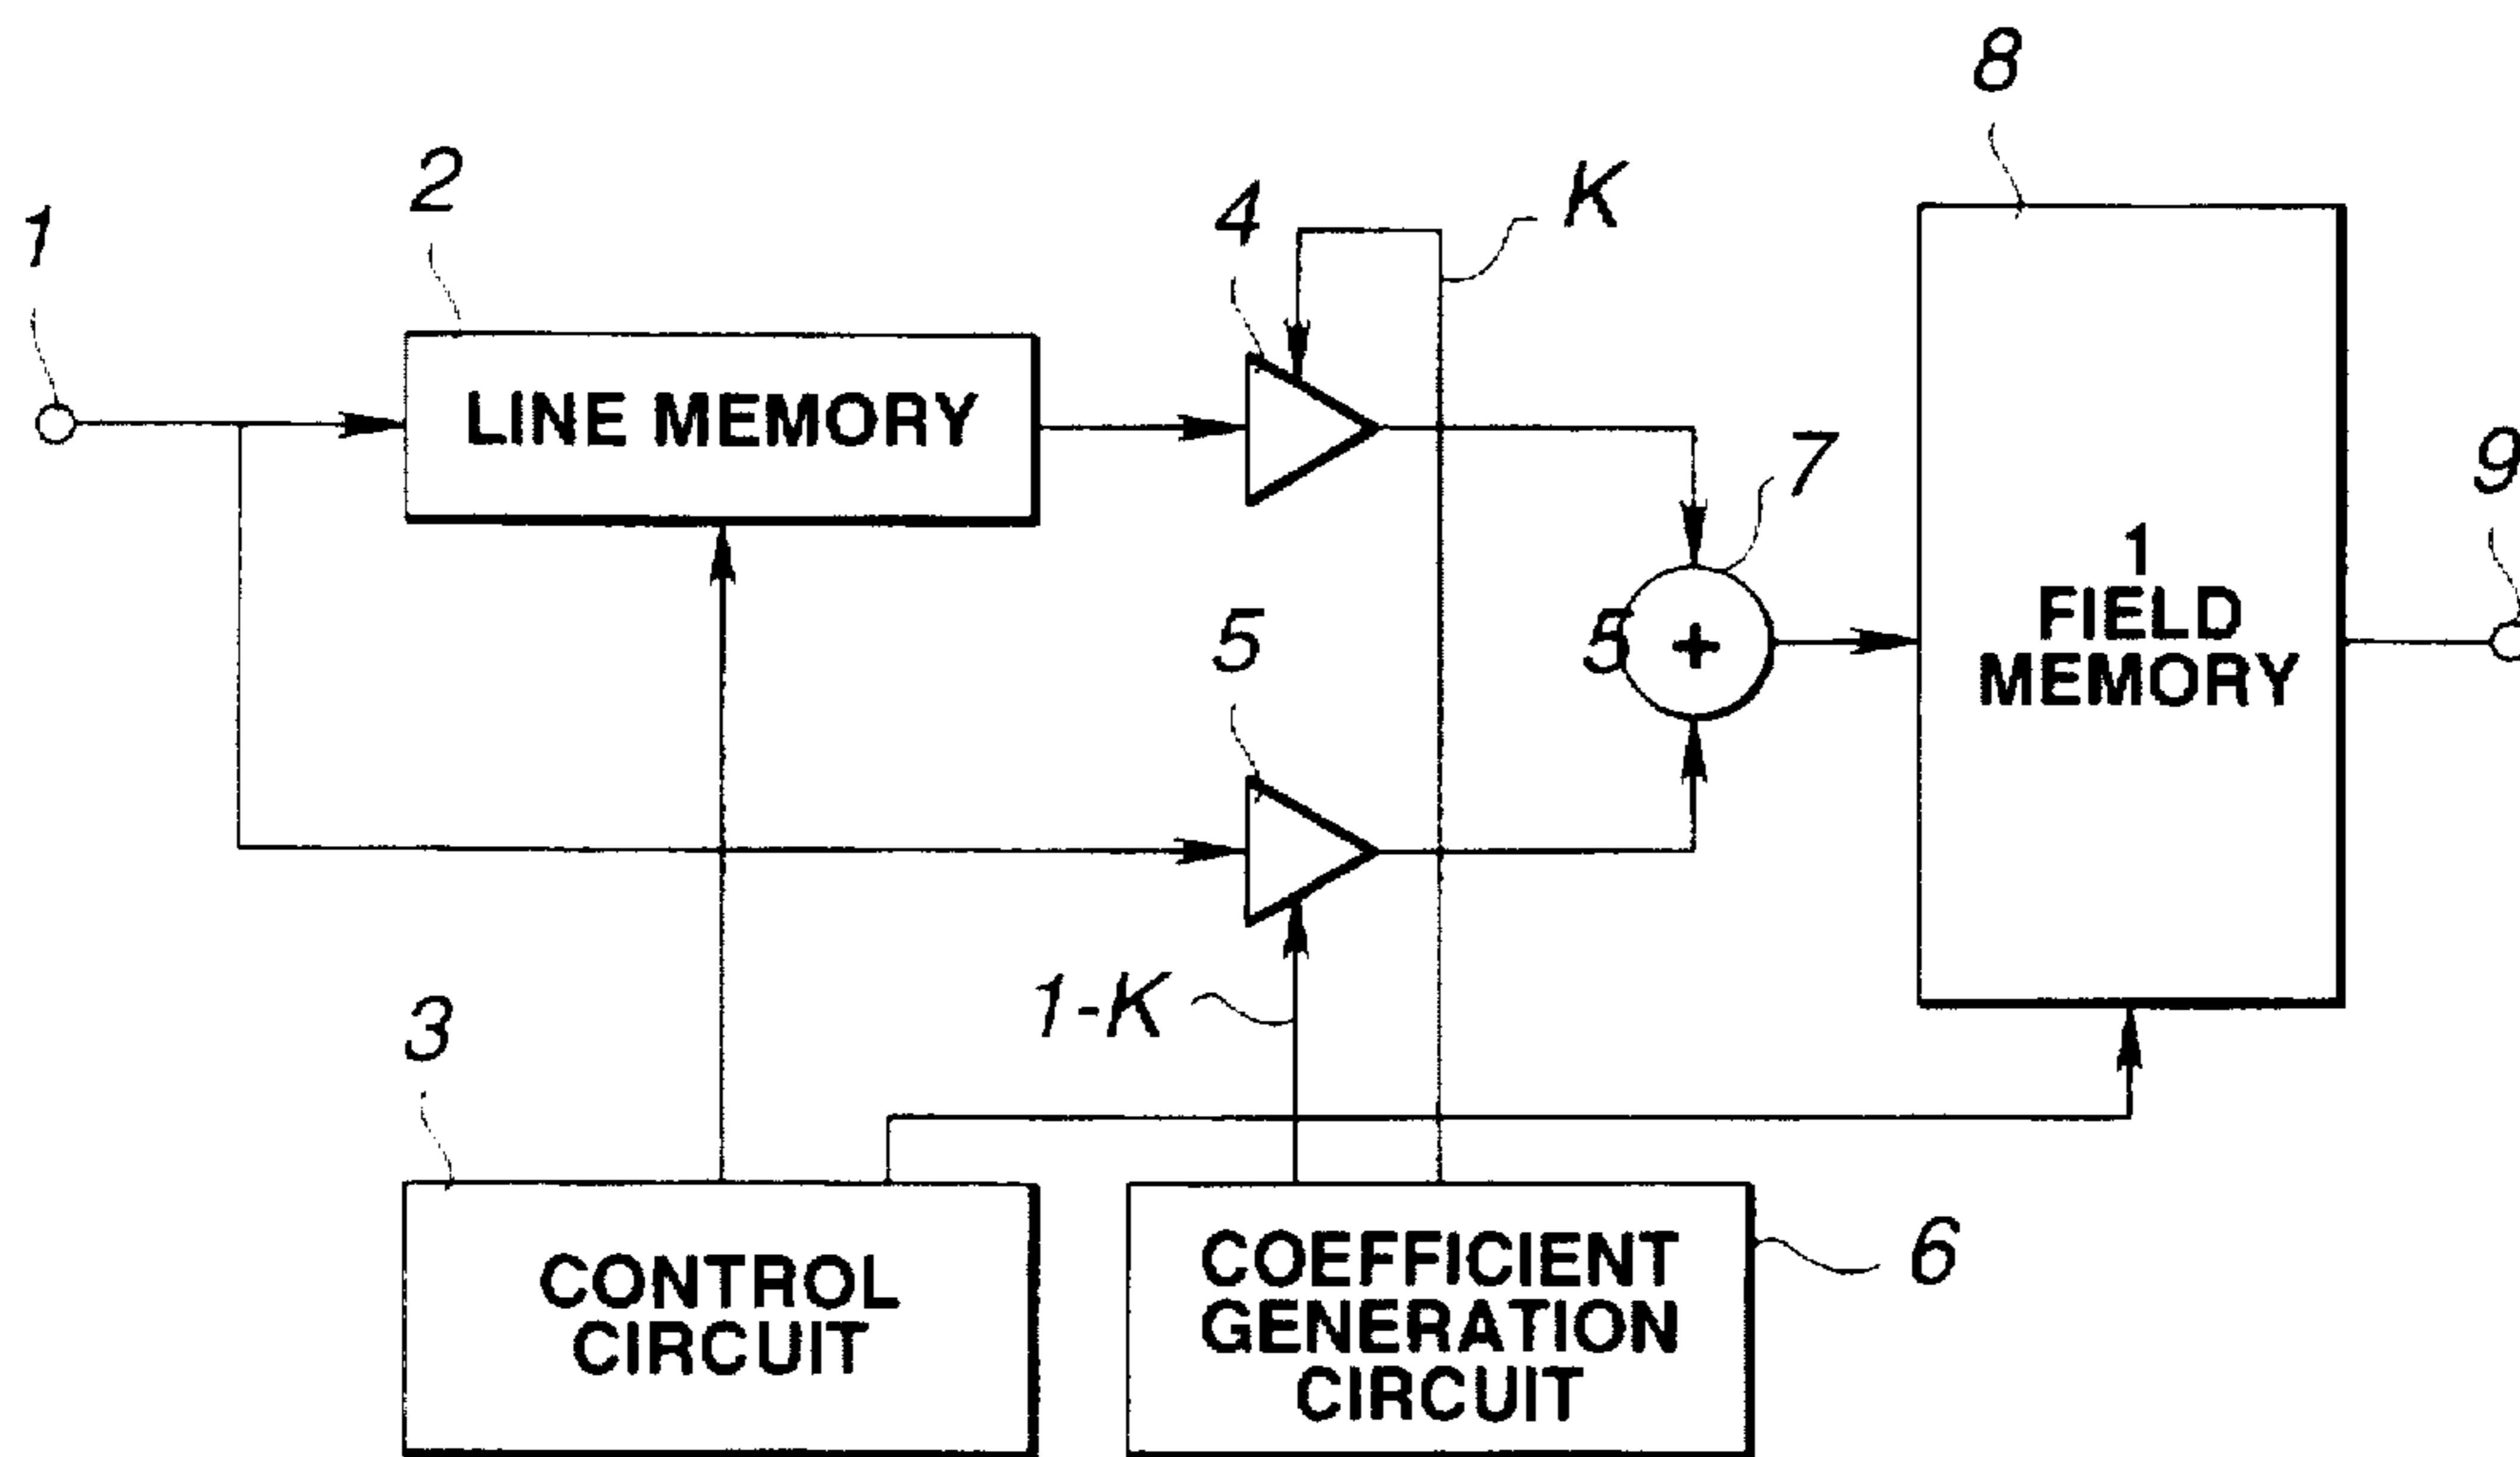 8
2
K
4
1
LINE MEMORY
7
9
1
FIELD
MEMORY
5
5
+
1-K
3
CONTROL
CIRCUIT
COEFFICIENT
GENERATION
CIRCUIT
6